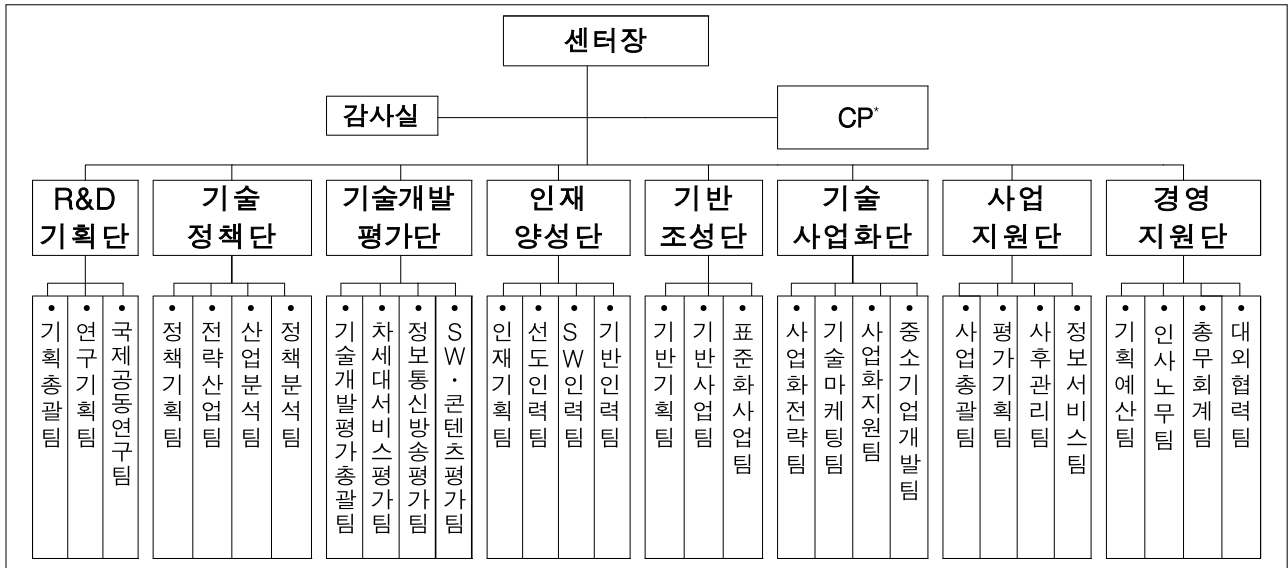 센터장
감사실
CP*
R&D
기획단
기술
정책단
기술개발
평가단
인재
양성단
기반
조성단
기술
사업화단
사업
지원단
경영
지원단
• 기획총괄팀
• 연구기획팀
• 국제공동연구팀
• 정책기획팀
• 전략산업팀
• 산업분석팀
• 정책분석팀
• 기술개발평가총괄팀
• 차세대서비스평가팀
• 정보통신방송평가팀
• SW·콘텐츠평가팀
• 인재기획팀
• 선도인력팀
• SW인력팀
• 기반인력팀
• 기반기획팀
• 기반사업팀
• 표준화사업팀
• 사업화전략팀
• 기술마케팅팀
• 사업화지원팀
• 중소기업개발팀
• 사업총괄팀
• 평가기획팀
• 사후관리팀
• 정보서비스팀
• 기획예산팀
• 인사노무팀
• 총무회계팀
• 대외협력팀